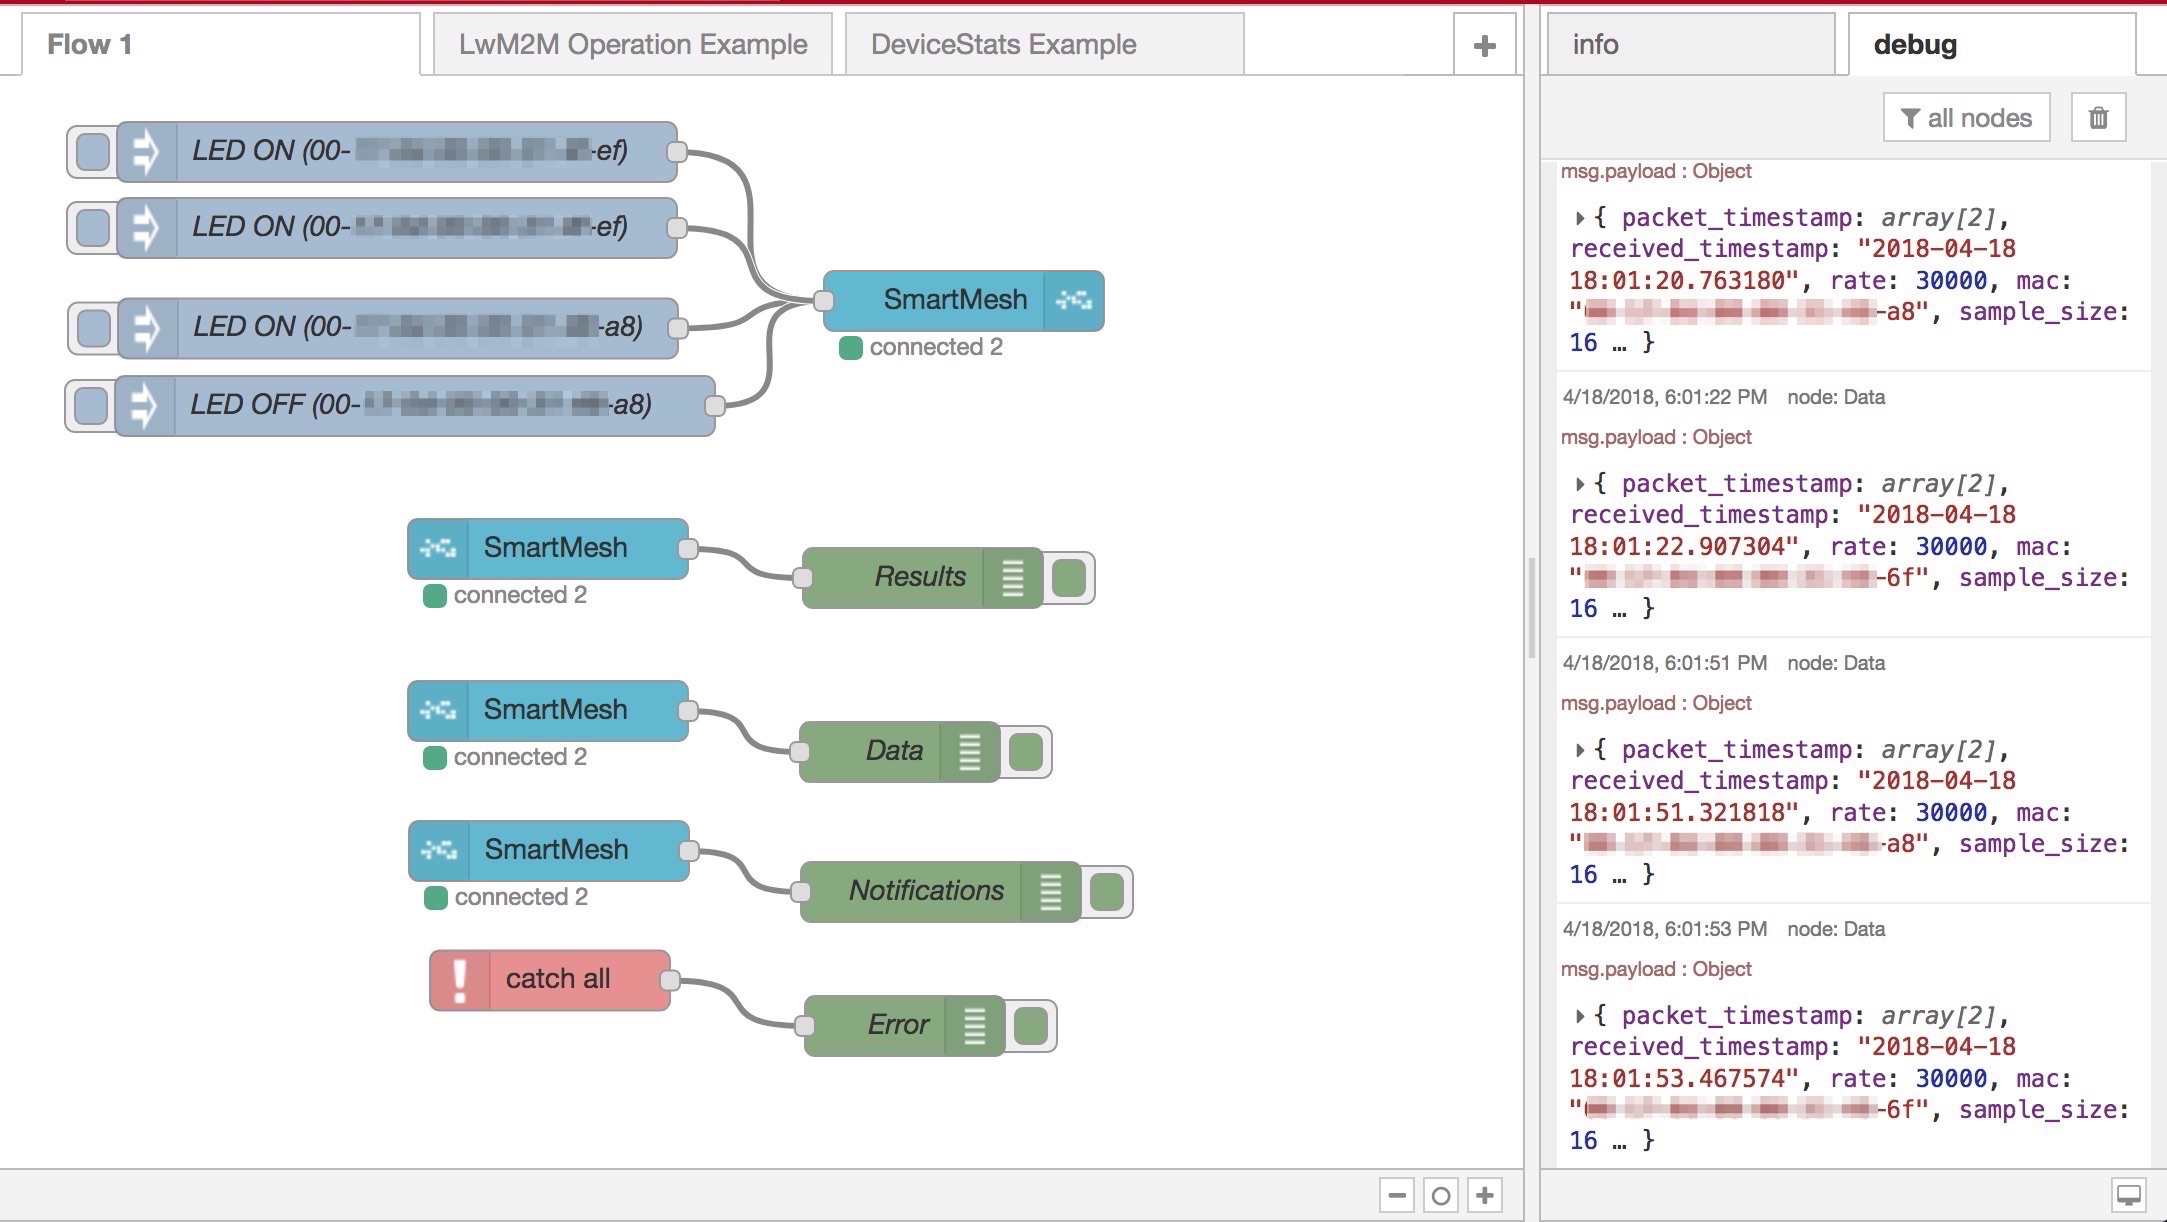 Flow 1
LwM2M Operation Example
DeviceStats Example
info
debug
all nodes
LED ON (00- -ef)
LED ON (00- -ef)
LED ON (00- -a8)
LED OFF (00- -a8)
SmartMesh
connected 2
SmartMesh
connected 2
Results
SmartMesh
connected 2
Data
SmartMesh
connected 2
Notifications
catch all
Error
msg.payload : Object
{ packet_timestamp: array[2],
received_timestamp: "2018-04-18
18:01:20.763180", rate: 30000, mac:
" -a8", sample_size:
16 … }
4/18/2018, 6:01:22 PM node: Data
msg.payload : Object
{ packet_timestamp: array[2],
received_timestamp: "2018-04-18
18:01:22.907304", rate: 30000, mac:
" -6f", sample_size:
16 … }
4/18/2018, 6:01:51 PM node: Data
msg.payload : Object
{ packet_timestamp: array[2],
received_timestamp: "2018-04-18
18:01:51.321818", rate: 30000, mac:
" -a8", sample_size:
16 … }
4/18/2018, 6:01:53 PM node: Data
msg.payload : Object
{ packet_timestamp: array[2],
received_timestamp: "2018-04-18
18:01:53.467574", rate: 30000, mac:
" -6f", sample_size:
16 … }